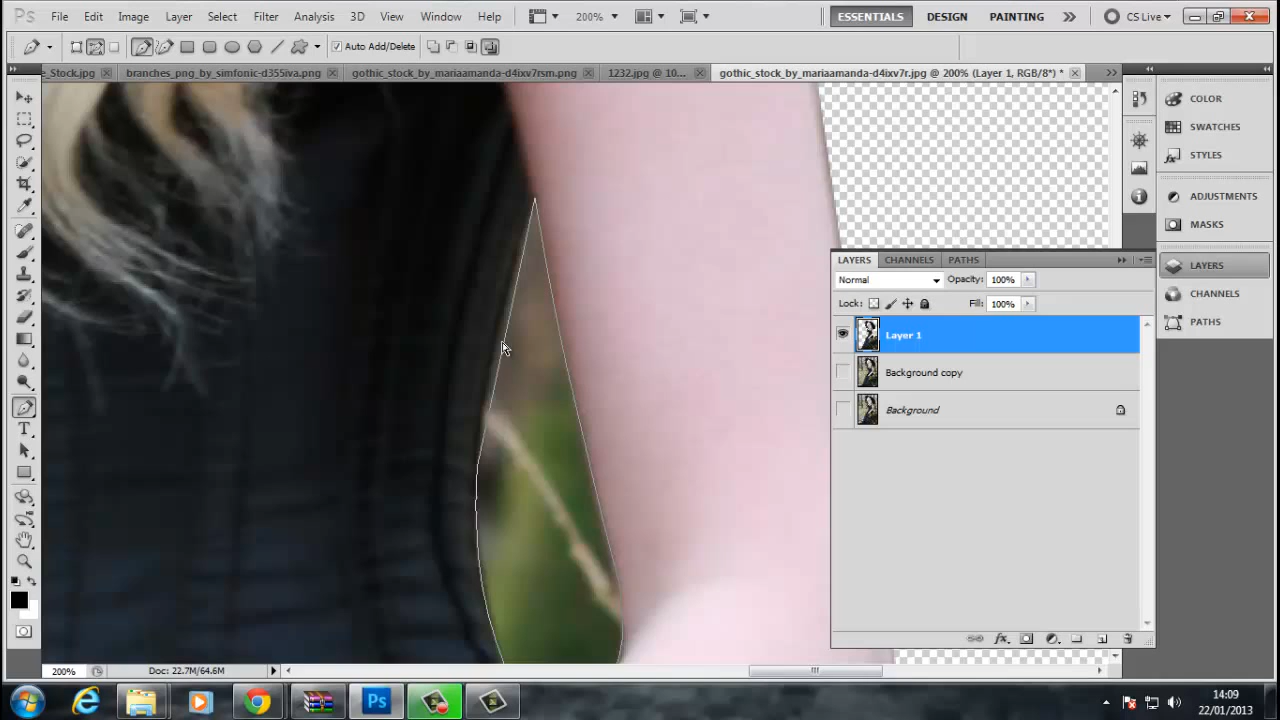 Ps File Edit Image Layer Select Filter Analysis 3D View Window Help 200% ESSENTIALS DESIGN PAINTING CS Live
Auto Add/Delete
e_Stock.jpg branches_png_by_simfonic-d355iva.png gothic_stock_by_mariaamanda-d4ixv7rsm.png 1232.jpg @ 10... gothic_stock_by_mariaamanda-d4ixv7r.jpg @ 200% (Layer 1, RGB/8*) *
COLOR
SWATCHES
STYLES
ADJUSTMENTS
MASKS
LAYERS
CHANNELS
PATHS
LAYERS CHANNELS PATHS
Normal Opacity: 100%
Lock: Fill: 100%
Layer 1
Background copy
Background
fx
200% Doc: 22.7M/64.6M
Ps
14:09
22/01/2013